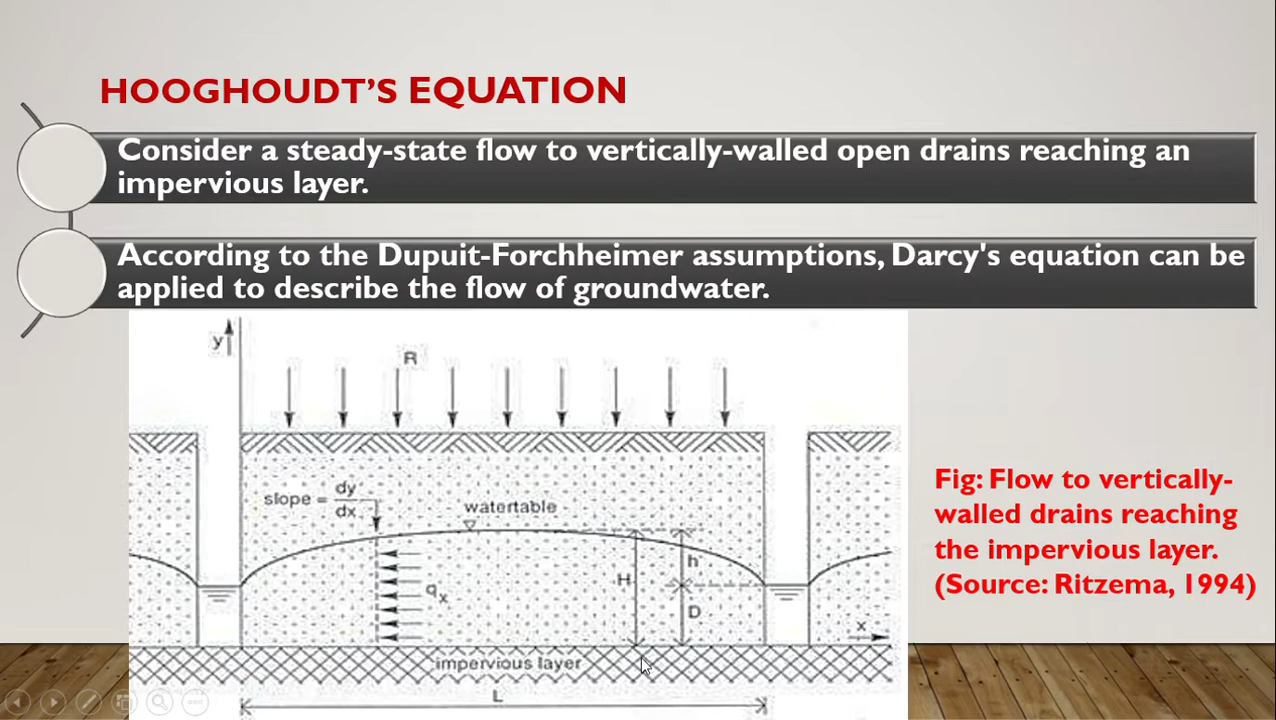 HOOGHOUDT'S EQUATION
Consider a steady-state flow to vertically-walled open drains reaching an
impervious layer.
According to the Dupuit-Forchheimer assumptions, Darcy's equation can be
applied to describe the flow of groundwater.
y
R
slope = dy
dx
watertable
H
h
D
qx
x
impervious layer
L
Fig: Flow to vertically-
walled drains reaching
the impervious layer.
(Source: Ritzema, 1994)